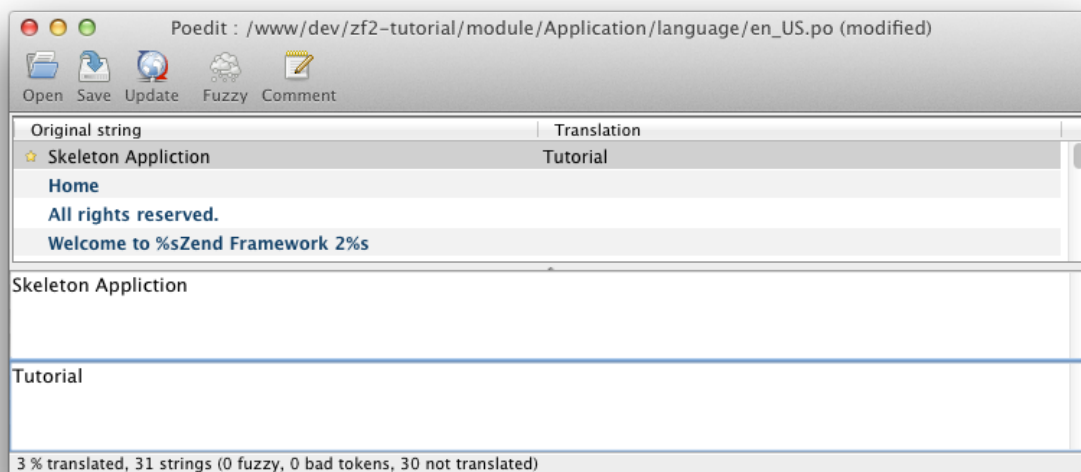 Poedit : /www/dev/zf2-tutorial/module/Application/language/en_US.po (modified)
Open Save Update Fuzzy Comment
Original string Translation
Skeleton Appliction Tutorial
Home
All rights reserved.
Welcome to %sZend Framework 2%s
Skeleton Appliction
Tutorial
3 % translated, 31 strings (0 fuzzy, 0 bad tokens, 30 not translated)